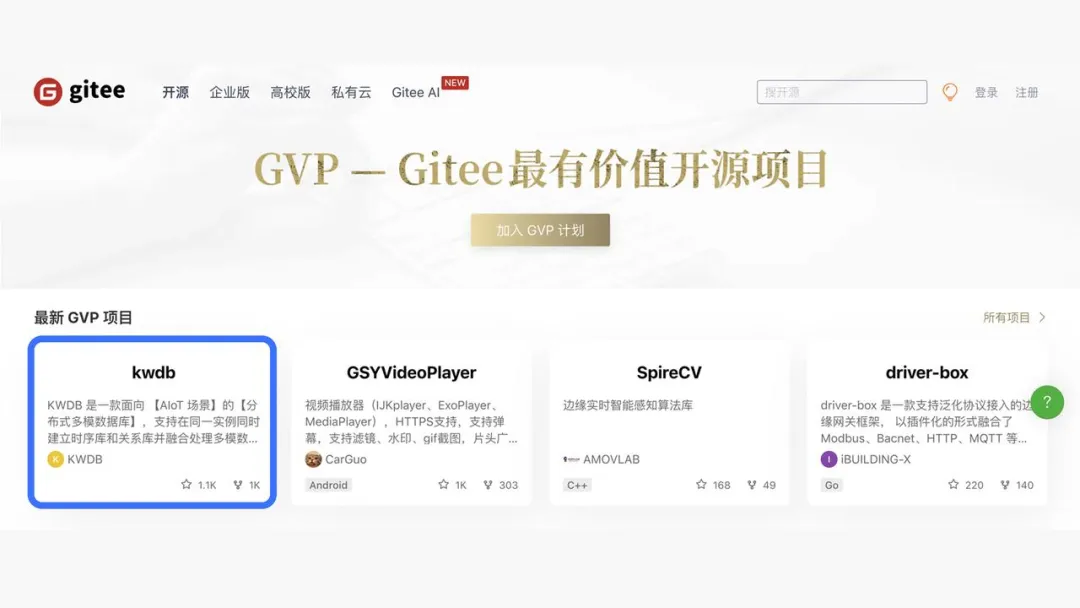 gitee
开源 企业版 高校版 私有云 Gitee AI NEW
搜开源
登录 注册
GVP — Gitee最有价值开源项目
加入 GVP 计划
最新 GVP 项目
所有项目
kwdb
KWDB 是一款面向 【AIoT 场景】的【分
布式多模数据库】，支持在同一实例同时
建立时序库和关系库并融合处理多模数...
K KWDB
1.1K 1K
GSYVideoPlayer
视频播放器（IJKplayer、ExoPlayer、
MediaPlayer），HTTPS支持，支持弹
幕，支持滤镜、水印、gif截图，片头广...
CarGuo
Android 1K 303
SpireCV
边缘实时智能感知算法库
AMOVLAB
C++ 168 49
driver-box
driver-box 是一款支持泛化协议接入的边
缘网关框架， 以插件化的形式融合了
Modbus、Bacnet、HTTP、MQTT 等...
I iBUILDING-X
Go 220 140
?